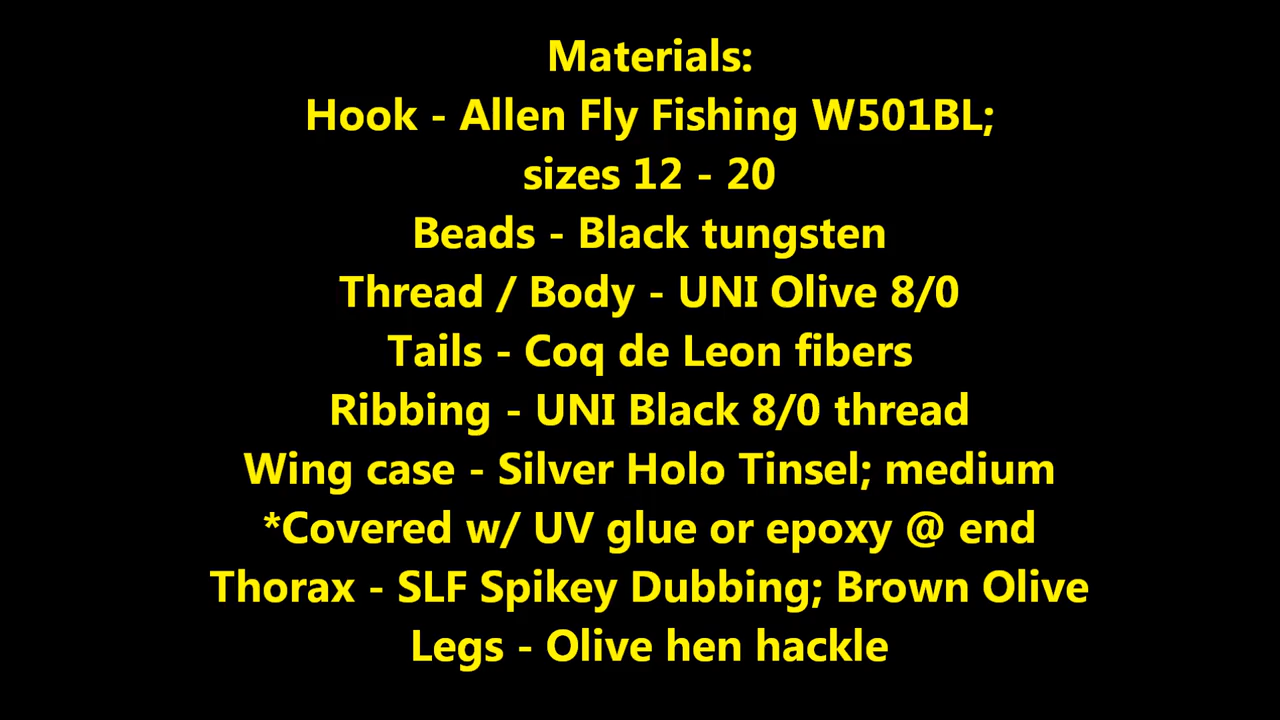 Materials:
Hook - Allen Fly Fishing W501BL;
sizes 12 - 20
Beads - Black tungsten
Thread / Body - UNI Olive 8/0
Tails - Coq de Leon fibers
Ribbing - UNI Black 8/0 thread
Wing case - Silver Holo Tinsel; medium
*Covered w/ UV glue or epoxy @ end
Thorax - SLF Spikey Dubbing; Brown Olive
Legs - Olive hen hackle